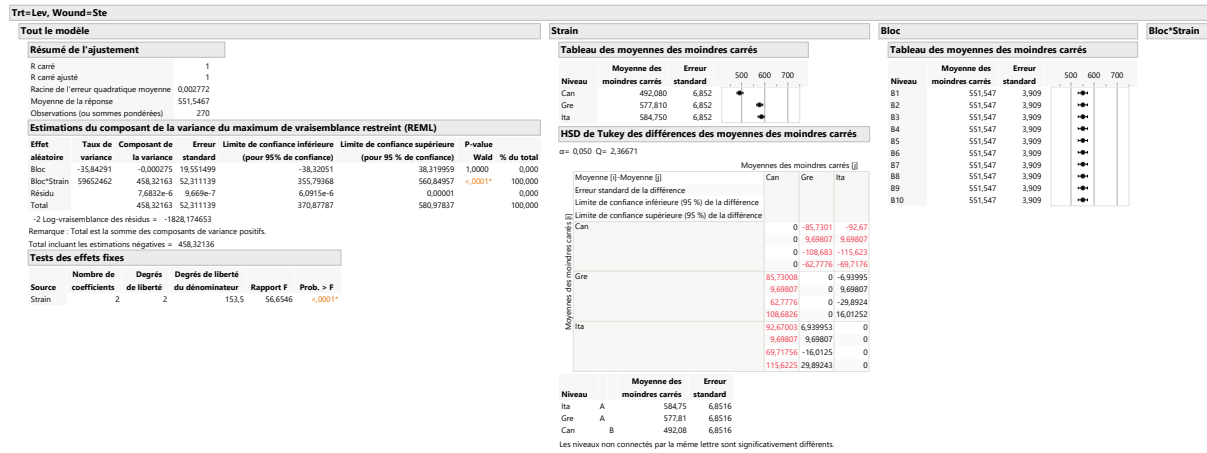 Trt=Lev, Wound=Ste
Tout le modèle
Résumé de l'ajustement
R carré 1
R carré ajusté 1
Racine de l'erreur quadratique moyenne 0,002772
Moyenne de la réponse 551,5467
Observations (ou sommes pondérées) 270
Estimations du composant de la variance du maximum de vraisemblance restreint (REML)
Effet Taux de Composant de Erreur Limite de confiance inférieure Limite de confiance supérieure P-value
aléatoire variance la variance standard (pour 95% de confiance) (pour 95 % de confiance) Wald % du total
Bloc -35,84291 -0,000275 19,551499 -38,32051 38,319959 1,0000 0,000
Bloc*Strain 59652462 458,32163 52,311139 355,79368 560,84957 <,0001* 100,000
Résidu 7,6832e-6 9,669e-7 6,0915e-6 0,00001 0,000
Total 458,32163 52,311139 370,87787 580,97837 100,000
-2 Log-vraisemblance des résidus = -1828,174653
Remarque : Total est la somme des composants de variance positifs.
Total incluant les estimations négatives = 458,32136
Tests des effets fixes
Nombre de Degrés Degrés de liberté
Source coefficients de liberté du dénominateur Rapport F Prob. > F
Strain 2 2 153,5 56,6546 <,0001*
Strain
Tableau des moyennes des moindres carrés
Moyenne des Erreur
Niveau moindres carrés standard 500 600 700
Can 492,080 6,852
Gre 577,810 6,852
Ita 584,750 6,852
HSD de Tukey des différences des moyennes des moindres carrés
α= 0,050 Q= 2,36671
Moyennes des moindres carrés [j]
Moyennes des moindres carrés [i]
Moyenne [i]-Moyenne [j] Can Gre Ita
Erreur standard de la différence
Limite de confiance inférieure (95 %) de la différence
Limite de confiance supérieure (95 %) de la différence
Can 0 -85,7301 -92,67
0 9,69807 9,69807
0 -108,683 -115,623
0 -62,7776 -69,7176
Gre 85,73008 0 -6,93995
9,69807 0 9,69807
62,7776 0 -29,8924
108,6826 0 16,01252
Ita 92,67003 6,939953 0
9,69807 9,69807 0
69,71756 -16,0125 0
115,6225 29,89243 0
Moyenne des Erreur
Niveau moindres carrés standard
Ita A 584,75 6,8516
Gre A 577,81 6,8516
Can B 492,08 6,8516
Les niveaux non connectés par la même lettre sont significativement différents.
Bloc
Tableau des moyennes des moindres carrés
Moyenne des Erreur
Niveau moindres carrés standard 500 600 700
B1 551,547 3,909
B2 551,547 3,909
B3 551,547 3,909
B4 551,547 3,909
B5 551,547 3,909
B6 551,547 3,909
B7 551,547 3,909
B8 551,547 3,909
B9 551,547 3,909
B10 551,547 3,909
Bloc*Strain